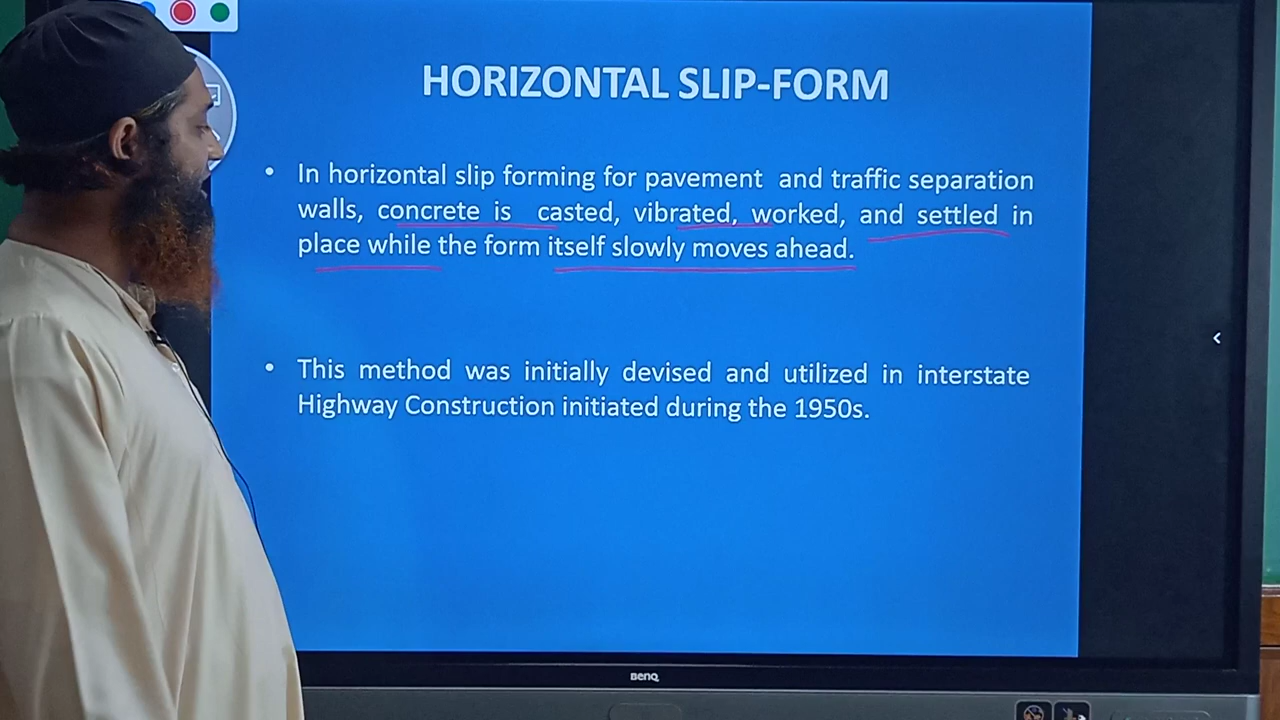 HORIZONTAL SLIP-FORM
• In horizontal slip forming for pavement and traffic separation
walls, concrete is casted, vibrated, worked, and settled in
place while the form itself slowly moves ahead.
• This method was initially devised and utilized in interstate
Highway Construction initiated during the 1950s.
BenQ